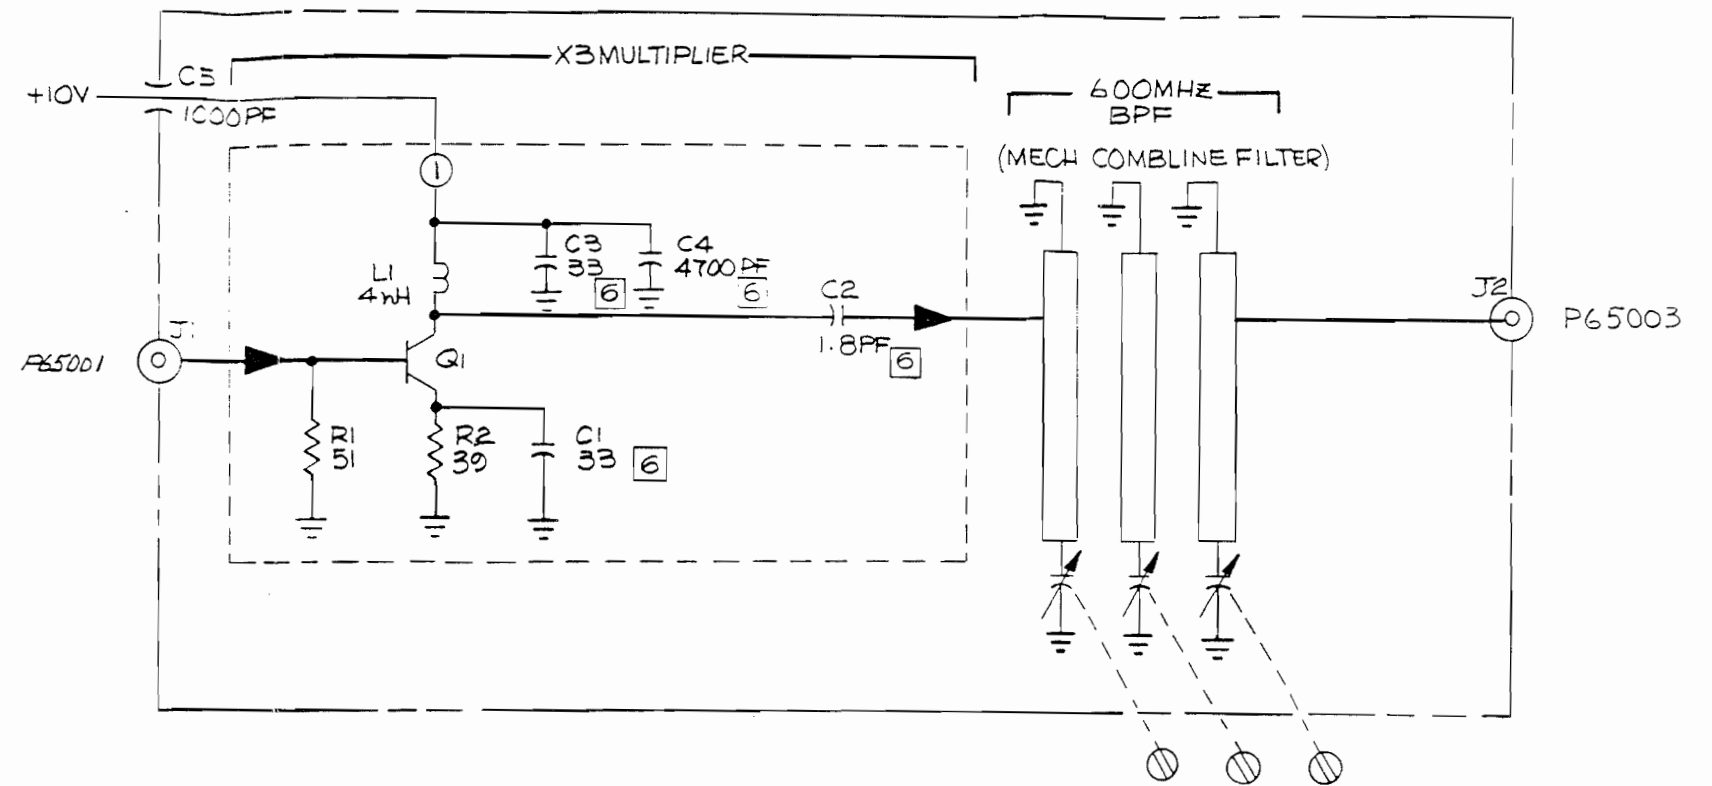 X3 MULTIPLIER
C5
+10V
1000PF
600MHZ
BPF
(MECH COMBLINE FILTER)
1
C3
33
6
C4
4700PF
6
L1
4nH
C2
1.8PF
6
J1
P65001
Q1
J2
P65003
R1
51
R2
39
C1
33
6